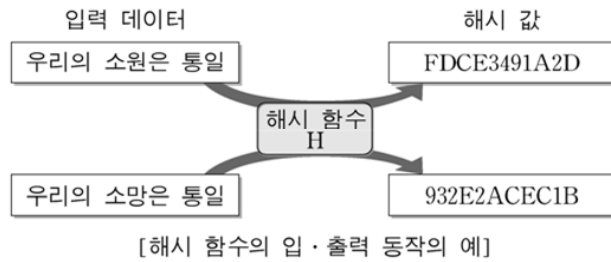 입력 데이터
해시 값
우리의 소원은 통일
FDCE3491A2D
해시 함수
H
우리의 소망은 통일
932E2ACEC1B
[해시 함수의 입·출력 동작의 예]